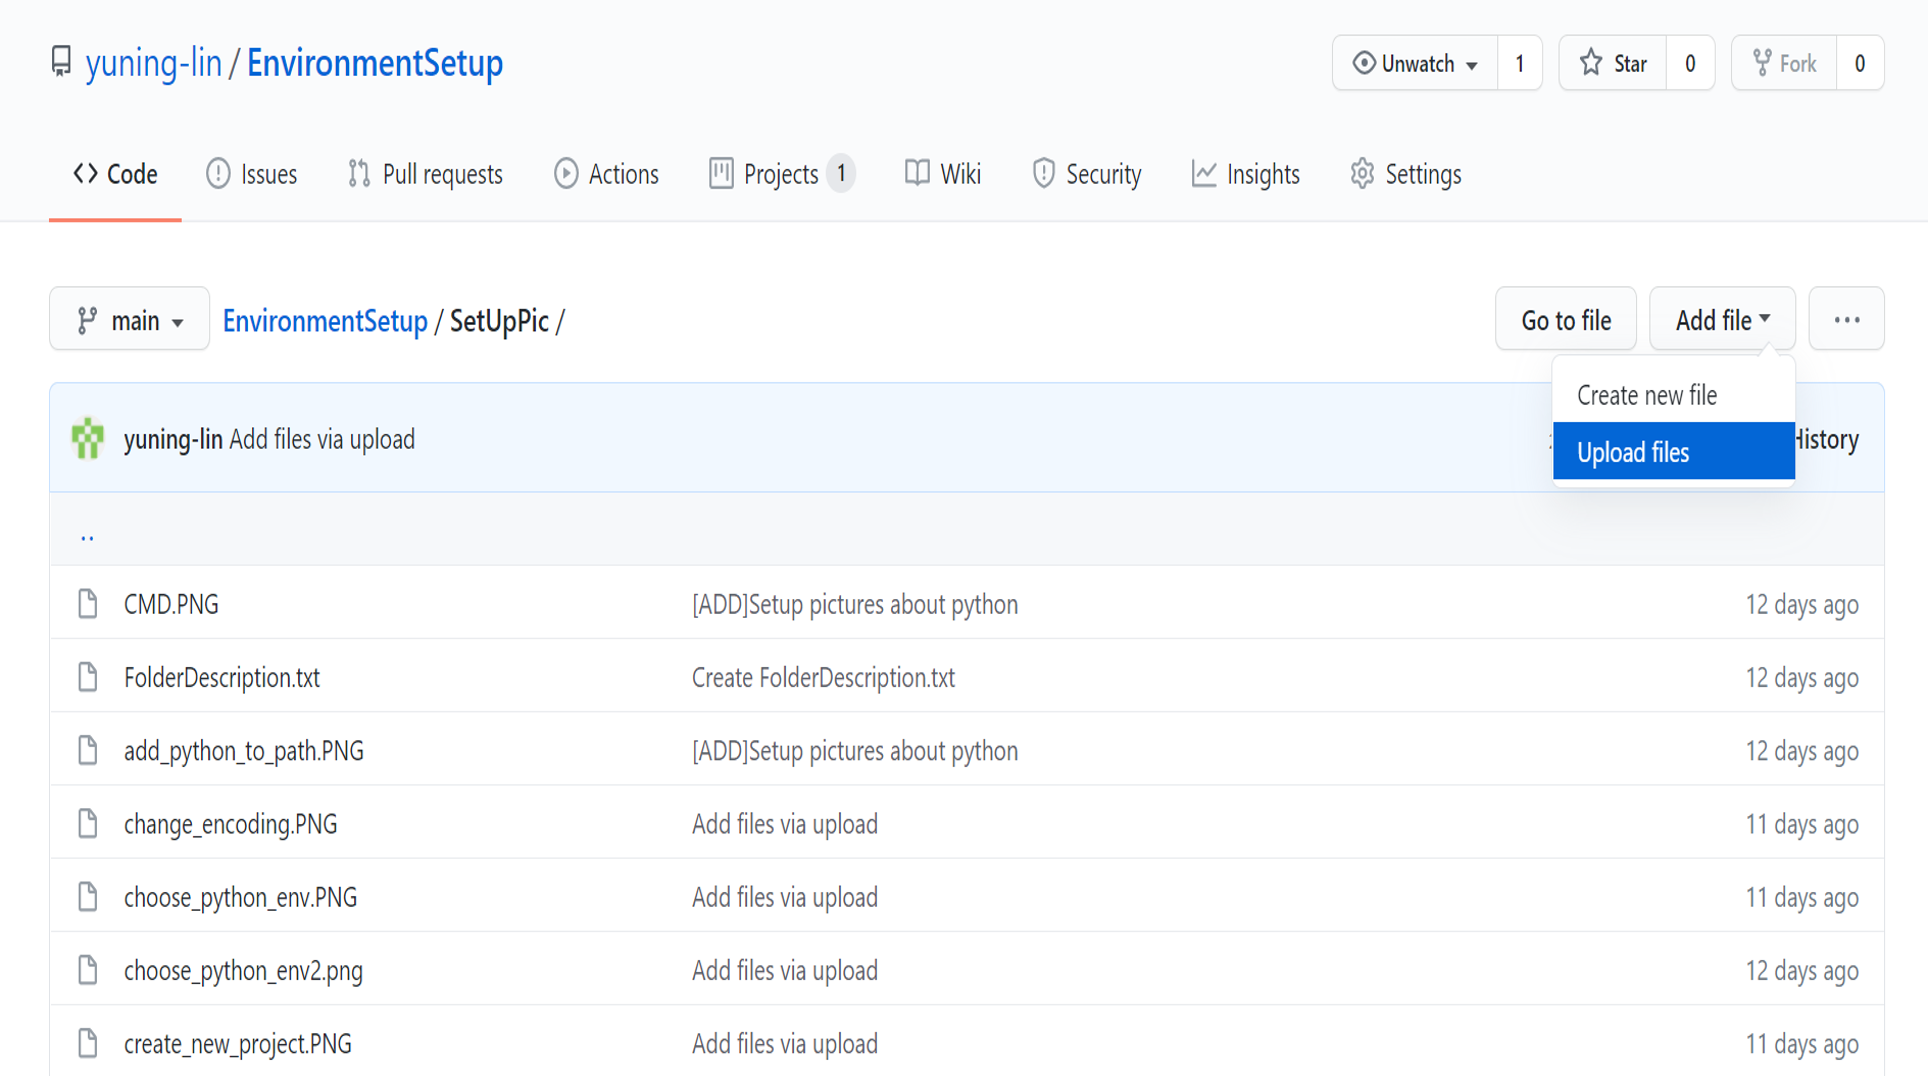 yuning-lin / EnvironmentSetup
Unwatch 1 Star 0 Fork 0
Code Issues Pull requests Actions Projects 1 Wiki Security Insights Settings
main EnvironmentSetup / SetUpPic /
Go to file Add file ...
Create new file
yuning-lin Add files via upload
History
Upload files
..
CMD.PNG [ADD]Setup pictures about python 12 days ago
FolderDescription.txt Create FolderDescription.txt 12 days ago
add_python_to_path.PNG [ADD]Setup pictures about python 12 days ago
change_encoding.PNG Add files via upload 11 days ago
choose_python_env.PNG Add files via upload 11 days ago
choose_python_env2.png Add files via upload 12 days ago
create_new_project.PNG Add files via upload 11 days ago